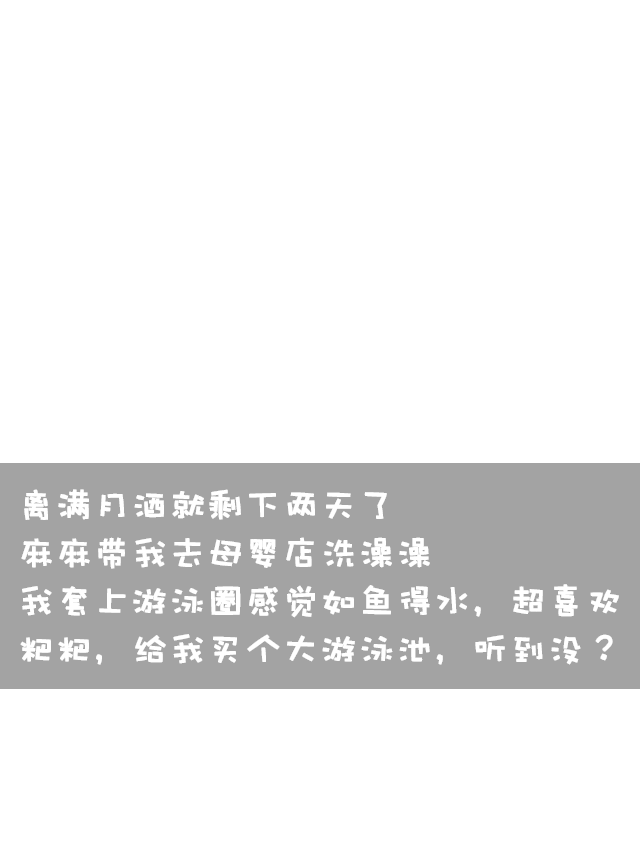 离满月酒就剩下两天了
麻麻带我去母婴店洗澡澡
我套上游泳圈感觉如鱼得水，超喜欢
粑粑，给我买个大游泳池，听到没？